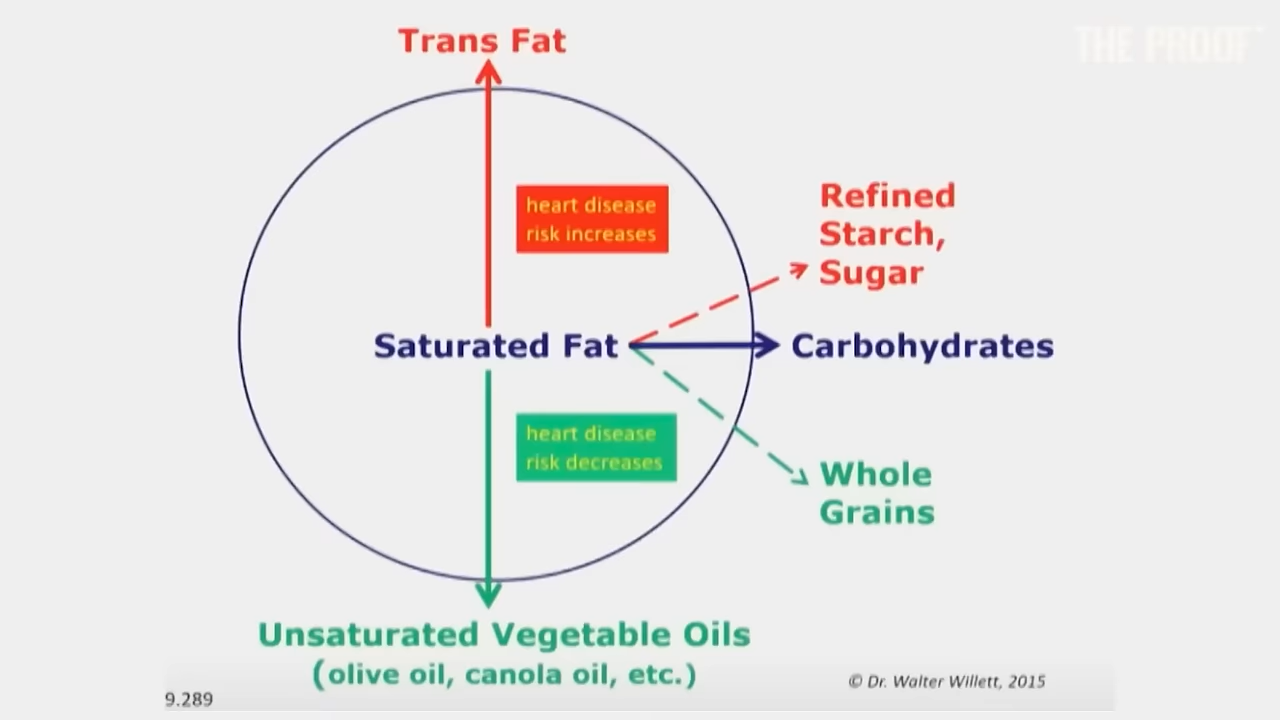 Trans Fat
THE PROOF
heart disease
risk increases
Refined
Starch,
Sugar
Saturated Fat
Carbohydrates
heart disease
risk decreases
Whole
Grains
Unsaturated Vegetable Oils
(olive oil, canola oil, etc.)
© Dr. Walter Willett, 2015
9.289